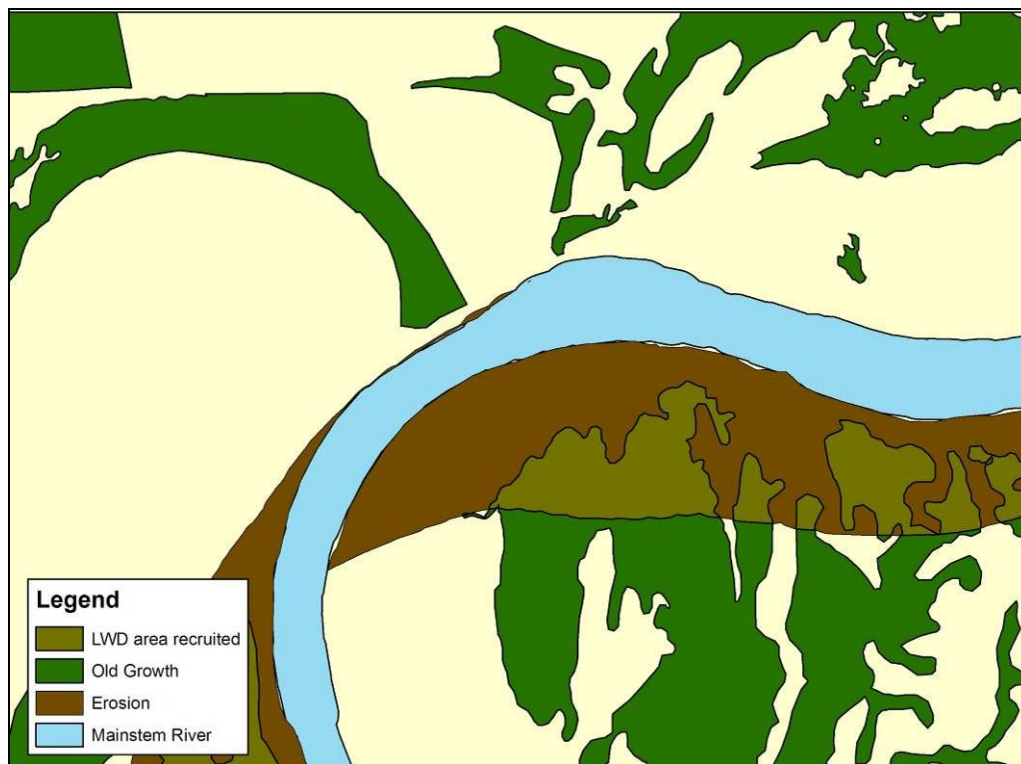 Legend
LWD area recruited
Old Growth
Erosion
Mainstem River